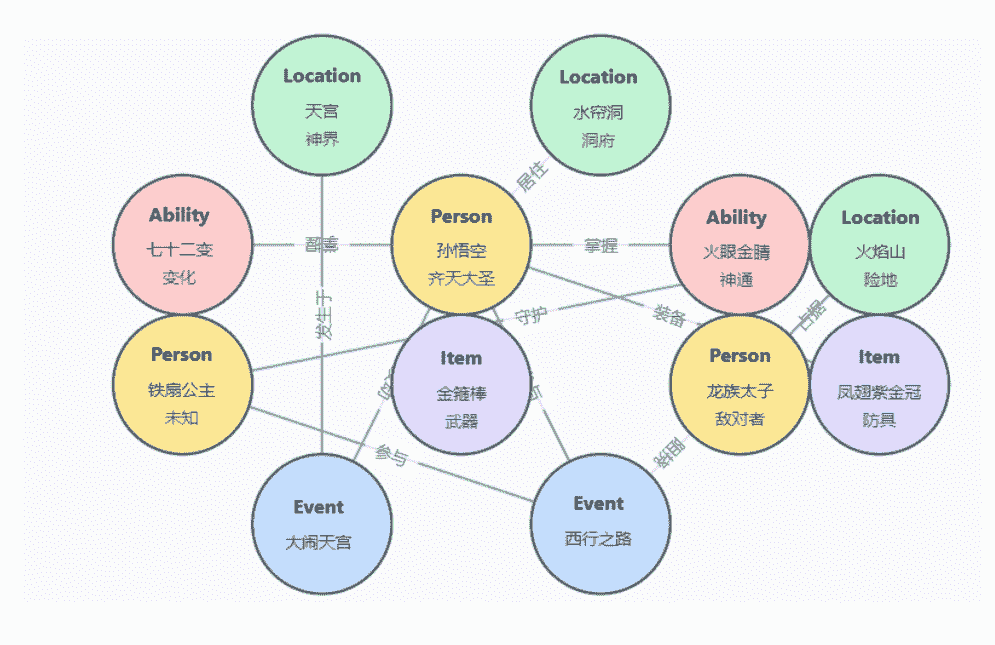 Location
天宫
神界
Location
水帘洞
洞府
居住
Ability
七十二变
变化
Person
孙悟空
齐天大圣
掌握
Ability
火眼金睛
神通
Location
火焰山
险地
发生于
守护
装备
占据
Person
铁扇公主
未知
Item
金箍棒
武器
Person
龙族太子
敌对者
Item
凤翅紫金冠
防具
参与
阻挠
Event
大闹天宫
Event
西行之路